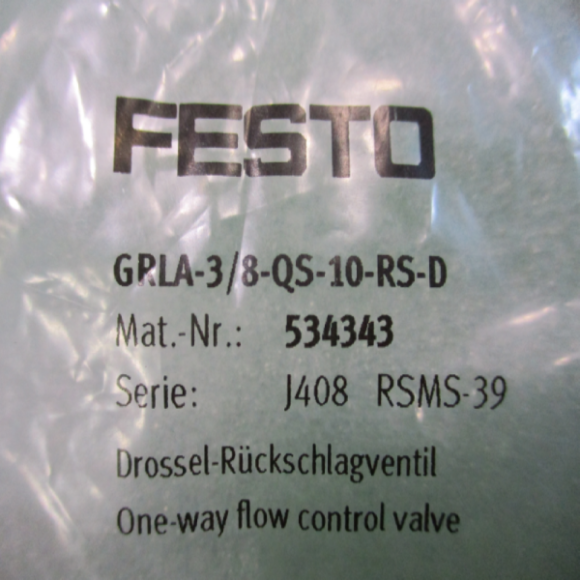 FESTO
GRLA-3/8-QS-10-RS-D
Mat.-Nr.: 534343
Serie: J408 RSMS-39
Drossel-Rückschlagventil
One-way flow control valve